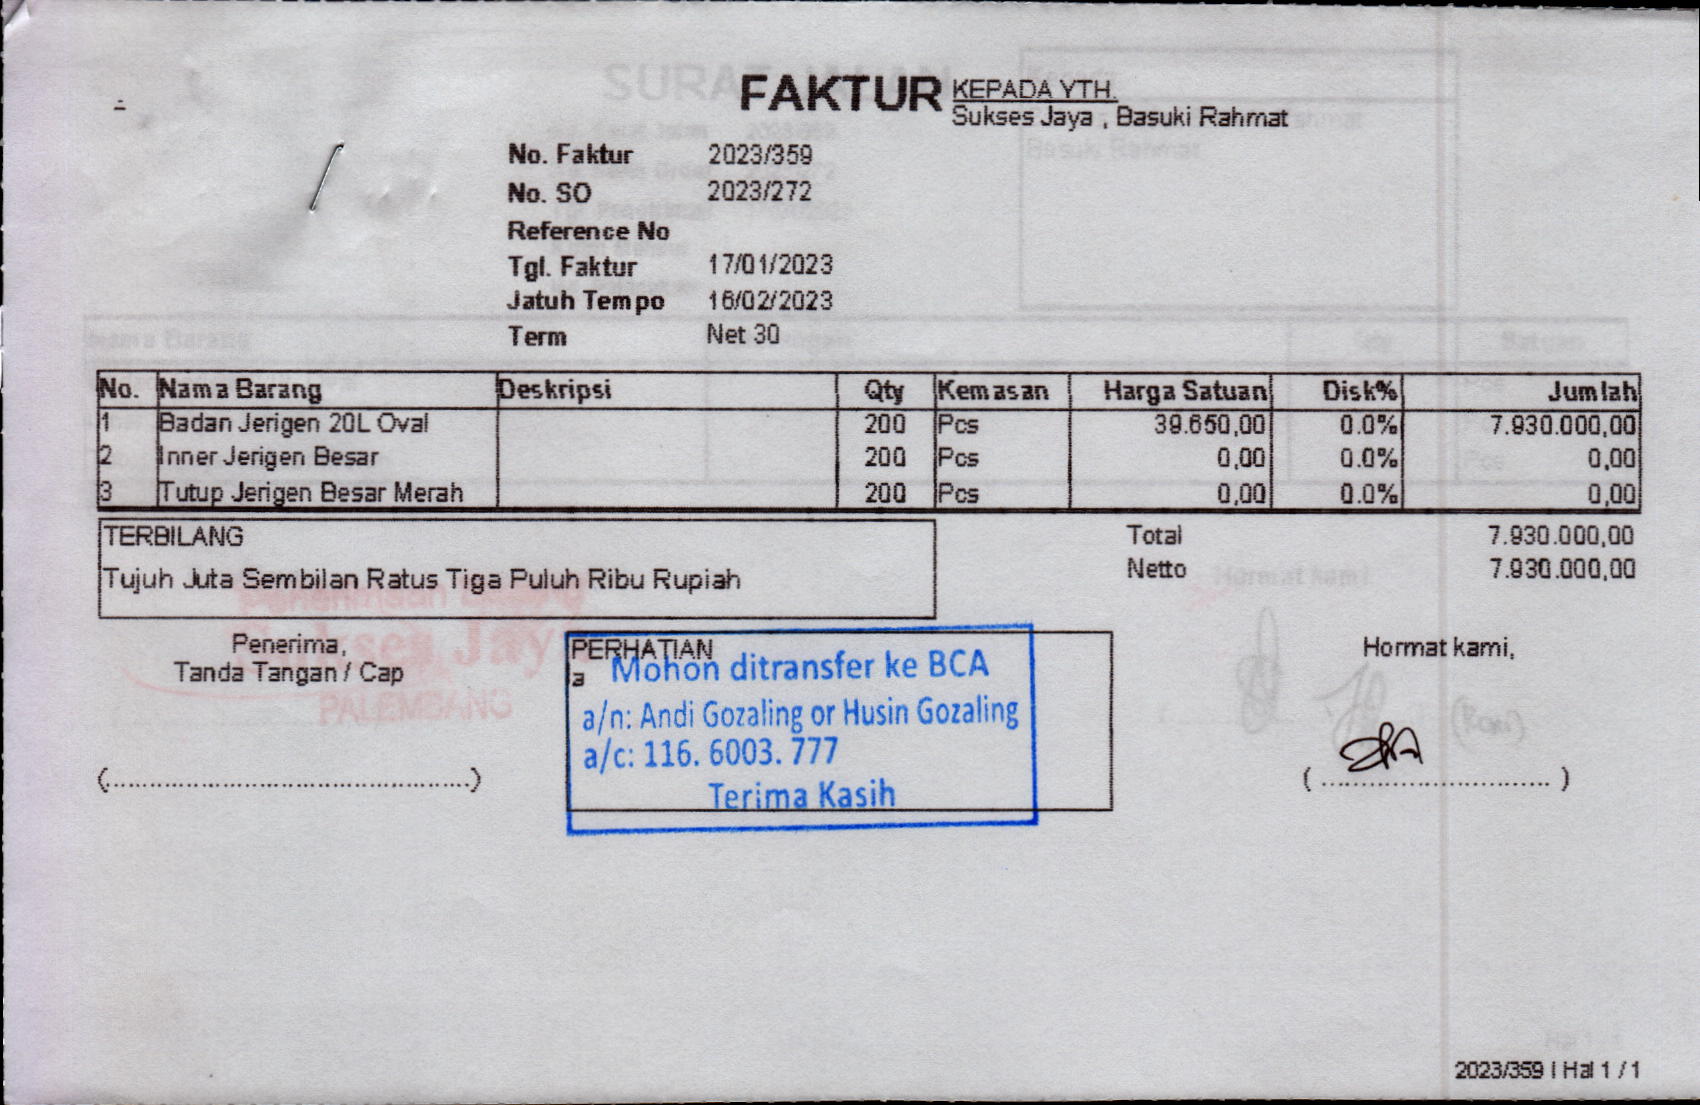 FAKTUR
KEPADA YTH.
Sukses Jaya , Basuki Rahmat
No. Faktur 2023/359
No. SO 2023/272
Reference No
Tgl. Faktur 17/01/2023
Jatuh Tempo 16/02/2023
Term Net 30
No. Nama Barang Deskripsi Qty Kemasan Harga Satuan Disk% Jumlah
1 Badan Jerigen 20L Oval 200 Pcs 39.650,00 0.0% 7.930.000,00
2 Inner Jerigen Besar 200 Pcs 0,00 0.0% 0,00
3 Tutup Jerigen Besar Merah 200 Pcs 0,00 0.0% 0,00
TERBILANG
Tujuh Juta Sembilan Ratus Tiga Puluh Ribu Rupiah
Total 7.930.000,00
Netto 7.930.000,00
Penerima,
Tanda Tangan / Cap
PERHATIAN
a
Mohon ditransfer ke BCA
a/n: Andi Gozaling or Husin Gozaling
a/c: 116. 6003. 777
Terima Kasih
Hormat kami,
(..............................................)
( ............................ )
2023/359 | Hal 1 / 1